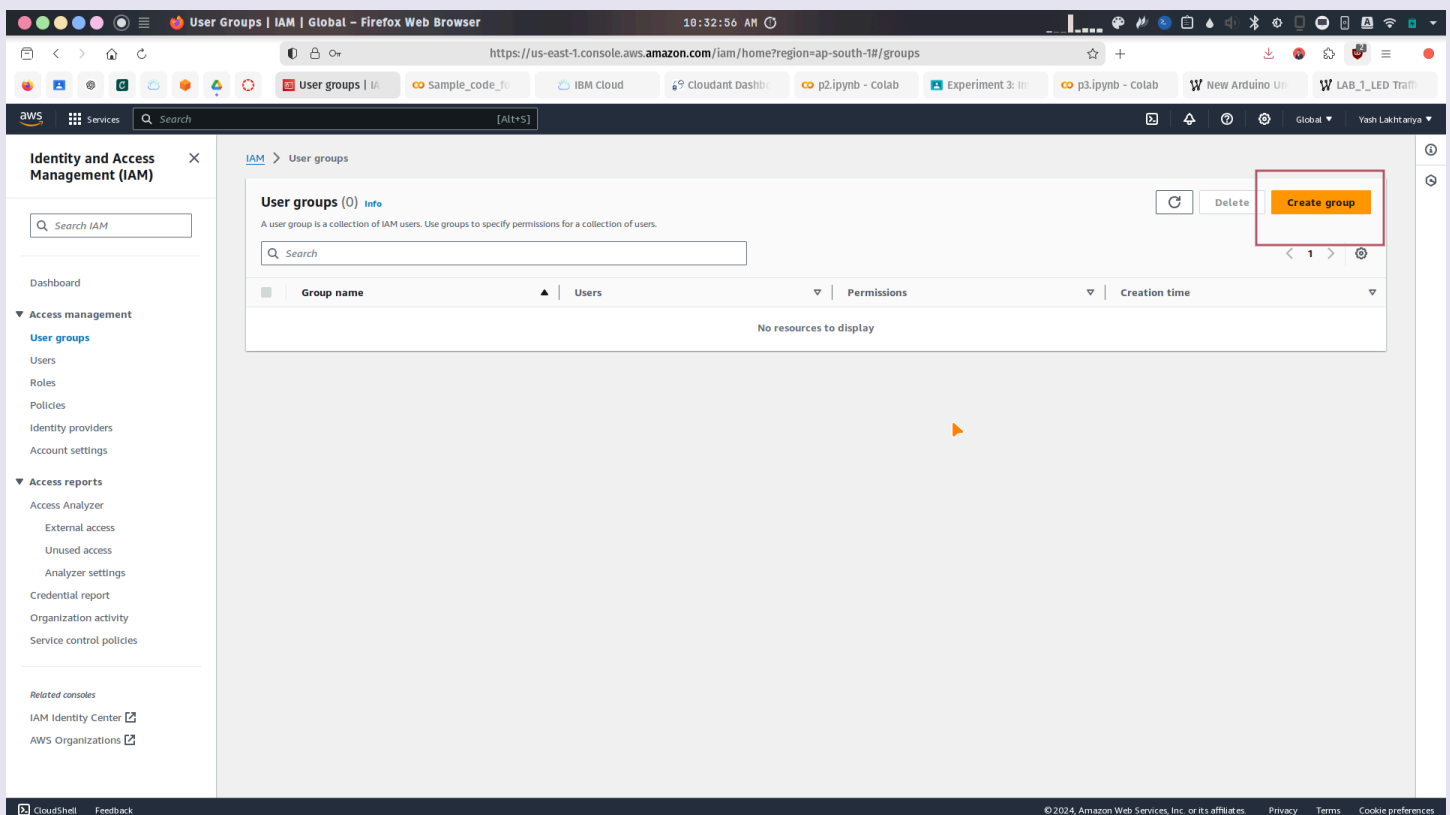 User Groups | IAM | Global – Firefox Web Browser
10:32:56 AM
https://us-east-1.console.aws.amazon.com/iam/home?region=ap-south-1#/groups
User groups | IA
Sample_code_fo
IBM Cloud
Cloudant Dashbo
p2.ipynb - Colab
Experiment 3: Im
p3.ipynb - Colab
New Arduino Un
LAB_1_LED Traffi
aws
Services
Search
[Alt+S]
Global
Yash Lakhtariya
Identity and Access
Management (IAM)
Search IAM
Dashboard
Access management
User groups
Users
Roles
Policies
Identity providers
Account settings
Access reports
Access Analyzer
External access
Unused access
Analyzer settings
Credential report
Organization activity
Service control policies
Related consoles
IAM Identity Center
AWS Organizations
IAM > User groups
User groups (0) Info
A user group is a collection of IAM users. Use groups to specify permissions for a collection of users.
Delete
Create group
Search
1
Group name
Users
Permissions
Creation time
No resources to display
CloudShell
Feedback
© 2024, Amazon Web Services, Inc. or its affiliates.
Privacy
Terms
Cookie preferences